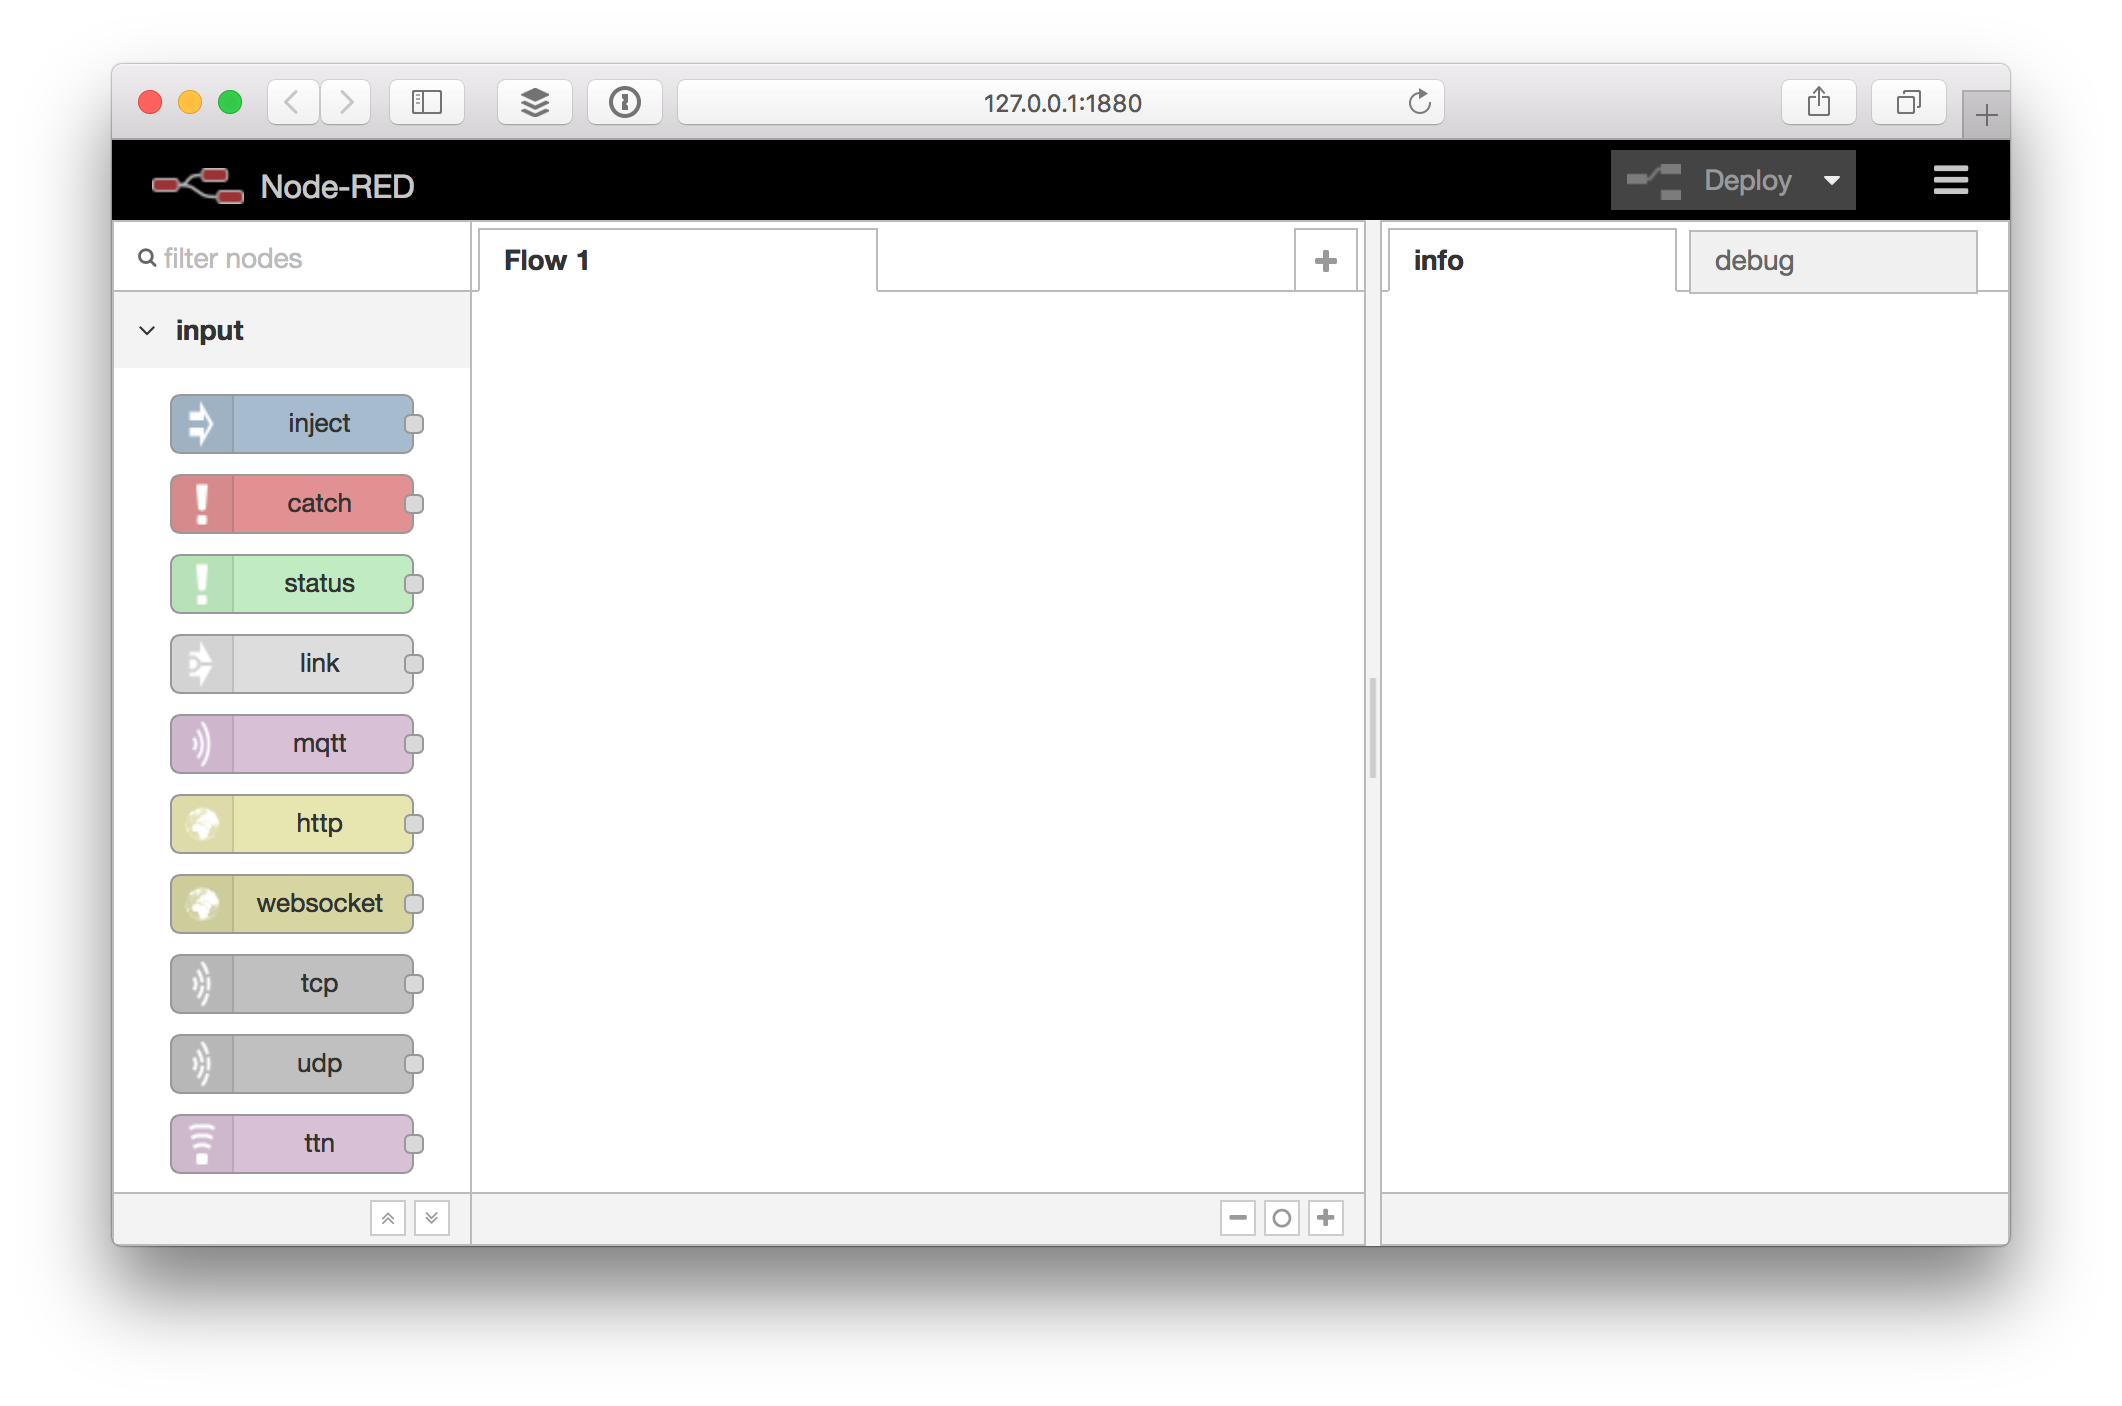 127.0.0.1:1880
Node-RED
Deploy
filter nodes
Flow 1
info
debug
input
inject
catch
status
link
mqtt
http
websocket
tcp
udp
ttn